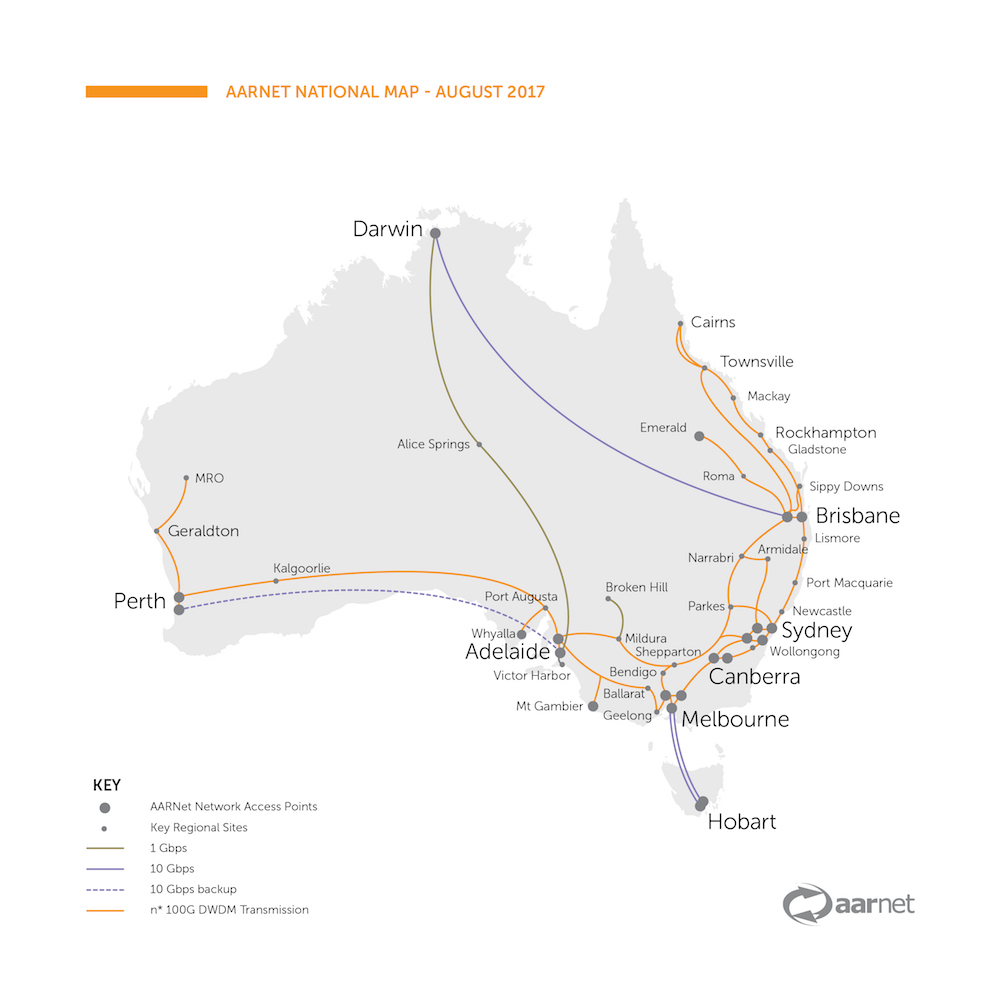 AARNET NATIONAL MAP - AUGUST 2017
Darwin
Cairns
Townsville
Mackay
Emerald
Rockhampton
Alice Springs
Gladstone
MRO
Roma
Sippy Downs
Brisbane
Geraldton
Lismore
Narrabri
Armidale
Kalgoorlie
Port Macquarie
Broken Hill
Port Augusta
Perth
Parkes
Newcastle
Whyalla
Mildura
Sydney
Adelaide
Shepparton
Wollongong
Victor Harbor
Bendigo
Canberra
Ballarat
Mt Gambier
Geelong
Melbourne
Hobart
KEY
AARNet Network Access Points
Key Regional Sites
1 Gbps
10 Gbps
10 Gbps backup
n* 100G DWDM Transmission
aarnet